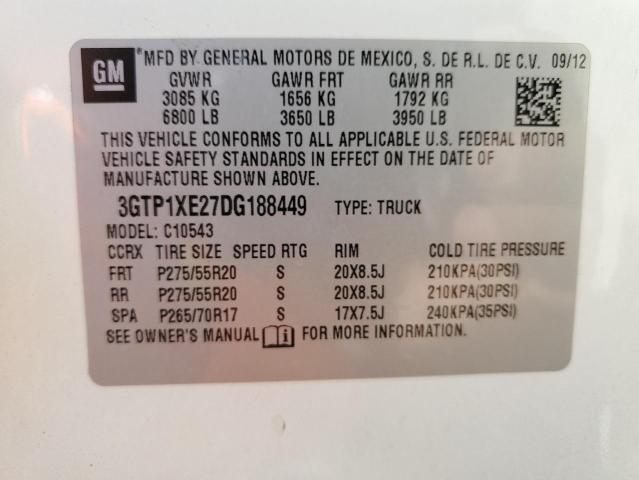 GM MFD BY GENERAL MOTORS DE MEXICO, S. DE R.L. DE C.V. 09/12
GVWR GAWR FRT GAWR RR
3085 KG 1656 KG 1792 KG
6800 LB 3650 LB 3950 LB
THIS VEHICLE CONFORMS TO ALL APPLICABLE U.S. FEDERAL MOTOR
VEHICLE SAFETY STANDARDS IN EFFECT ON THE DATE OF
MANUFACTURE SHOWN ABOVE.
3GTP1XE27DG188449 TYPE: TRUCK
MODEL: C10543
CCRX TIRE SIZE SPEED RTG RIM COLD TIRE PRESSURE
FRT P275/55R20 S 20X8.5J 210KPA(30PSI)
RR P275/55R20 S 20X8.5J 210KPA(30PSI)
SPA P265/70R17 S 17X7.5J 240KPA(35PSI)
SEE OWNER'S MANUAL i FOR MORE INFORMATION.